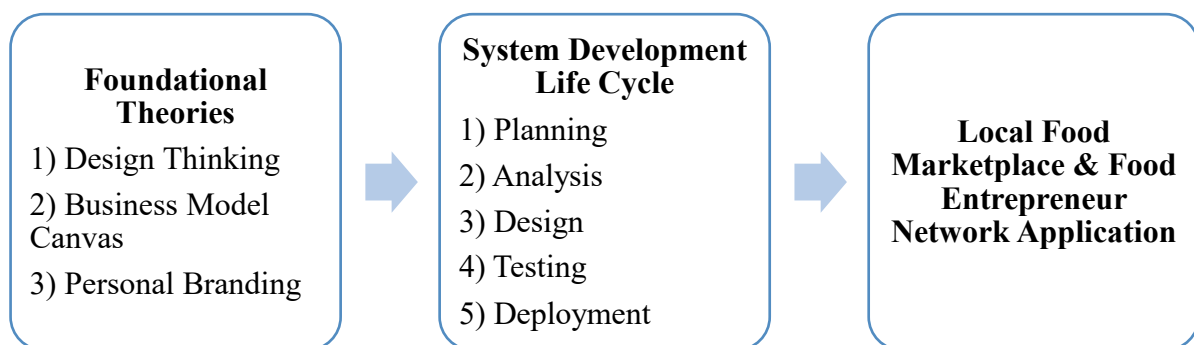 Foundational
Theories
1) Design Thinking
2) Business Model
Canvas
3) Personal Branding
System Development
Life Cycle
1) Planning
2) Analysis
3) Design
4) Testing
5) Deployment
Local Food
Marketplace & Food
Entrepreneur
Network Application